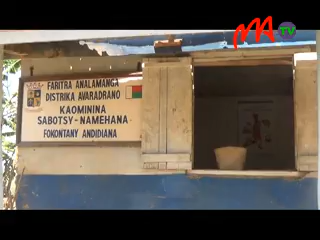 MA TV
FARITRA ANALAMANGA
DISTRIKA AVARADRANO
KAOMININA
SABOTSY-NAMEHANA
FOKONTANY ANDIDIANA